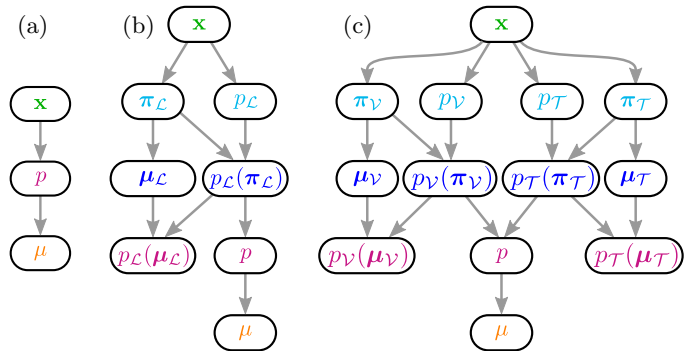 (a) (b) (c)
x x
x π_ℒ p_ℒ π_𝒱 p_𝒱 p_𝒯 π_𝒯
p μ_ℒ p_ℒ(π_ℒ) μ_𝒱 p_𝒱(π_𝒱) p_𝒯(π_𝒯) μ_𝒯
μ p_ℒ(μ_ℒ) p p_𝒱(μ_𝒱) p p_𝒯(μ_𝒯)
μ μ